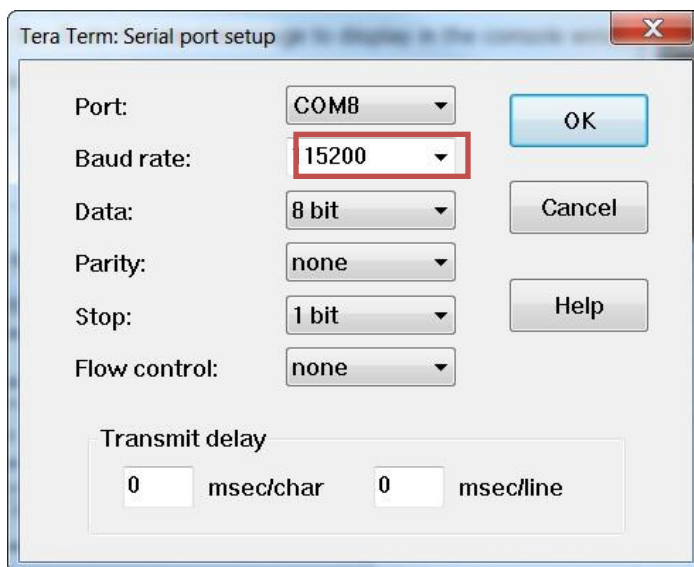 Tera Term: Serial port setup
Port: COM8 OK
Baud rate: 115200
Data: 8 bit Cancel
Parity: none
Stop: 1 bit Help
Flow control: none
Transmit delay
0 msec/char 0 msec/line